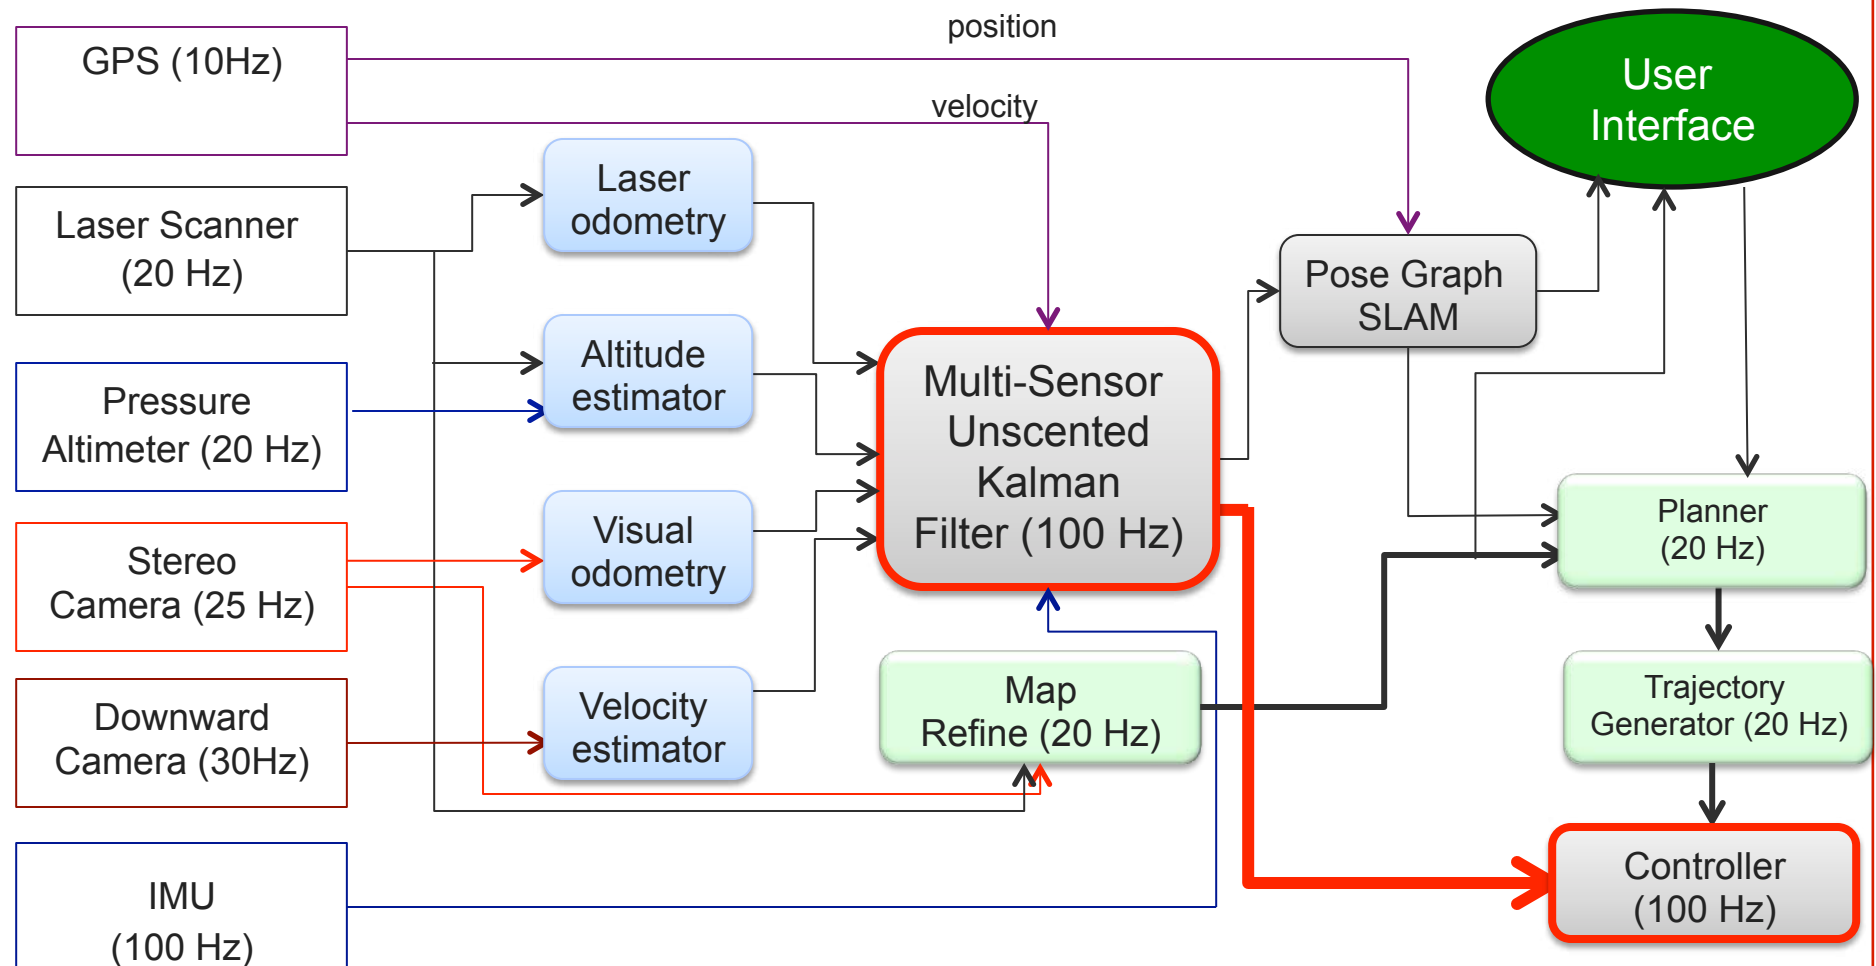 position
GPS (10Hz)
velocity
User
Interface
Laser Scanner
(20 Hz)
Laser
odometry
Pose Graph
SLAM
Pressure
Altimeter (20 Hz)
Altitude
estimator
Multi-Sensor
Unscented
Kalman
Filter (100 Hz)
Stereo
Camera (25 Hz)
Visual
odometry
Planner
(20 Hz)
Downward
Camera (30Hz)
Velocity
estimator
Map
Refine (20 Hz)
Trajectory
Generator (20 Hz)
IMU
(100 Hz)
Controller
(100 Hz)